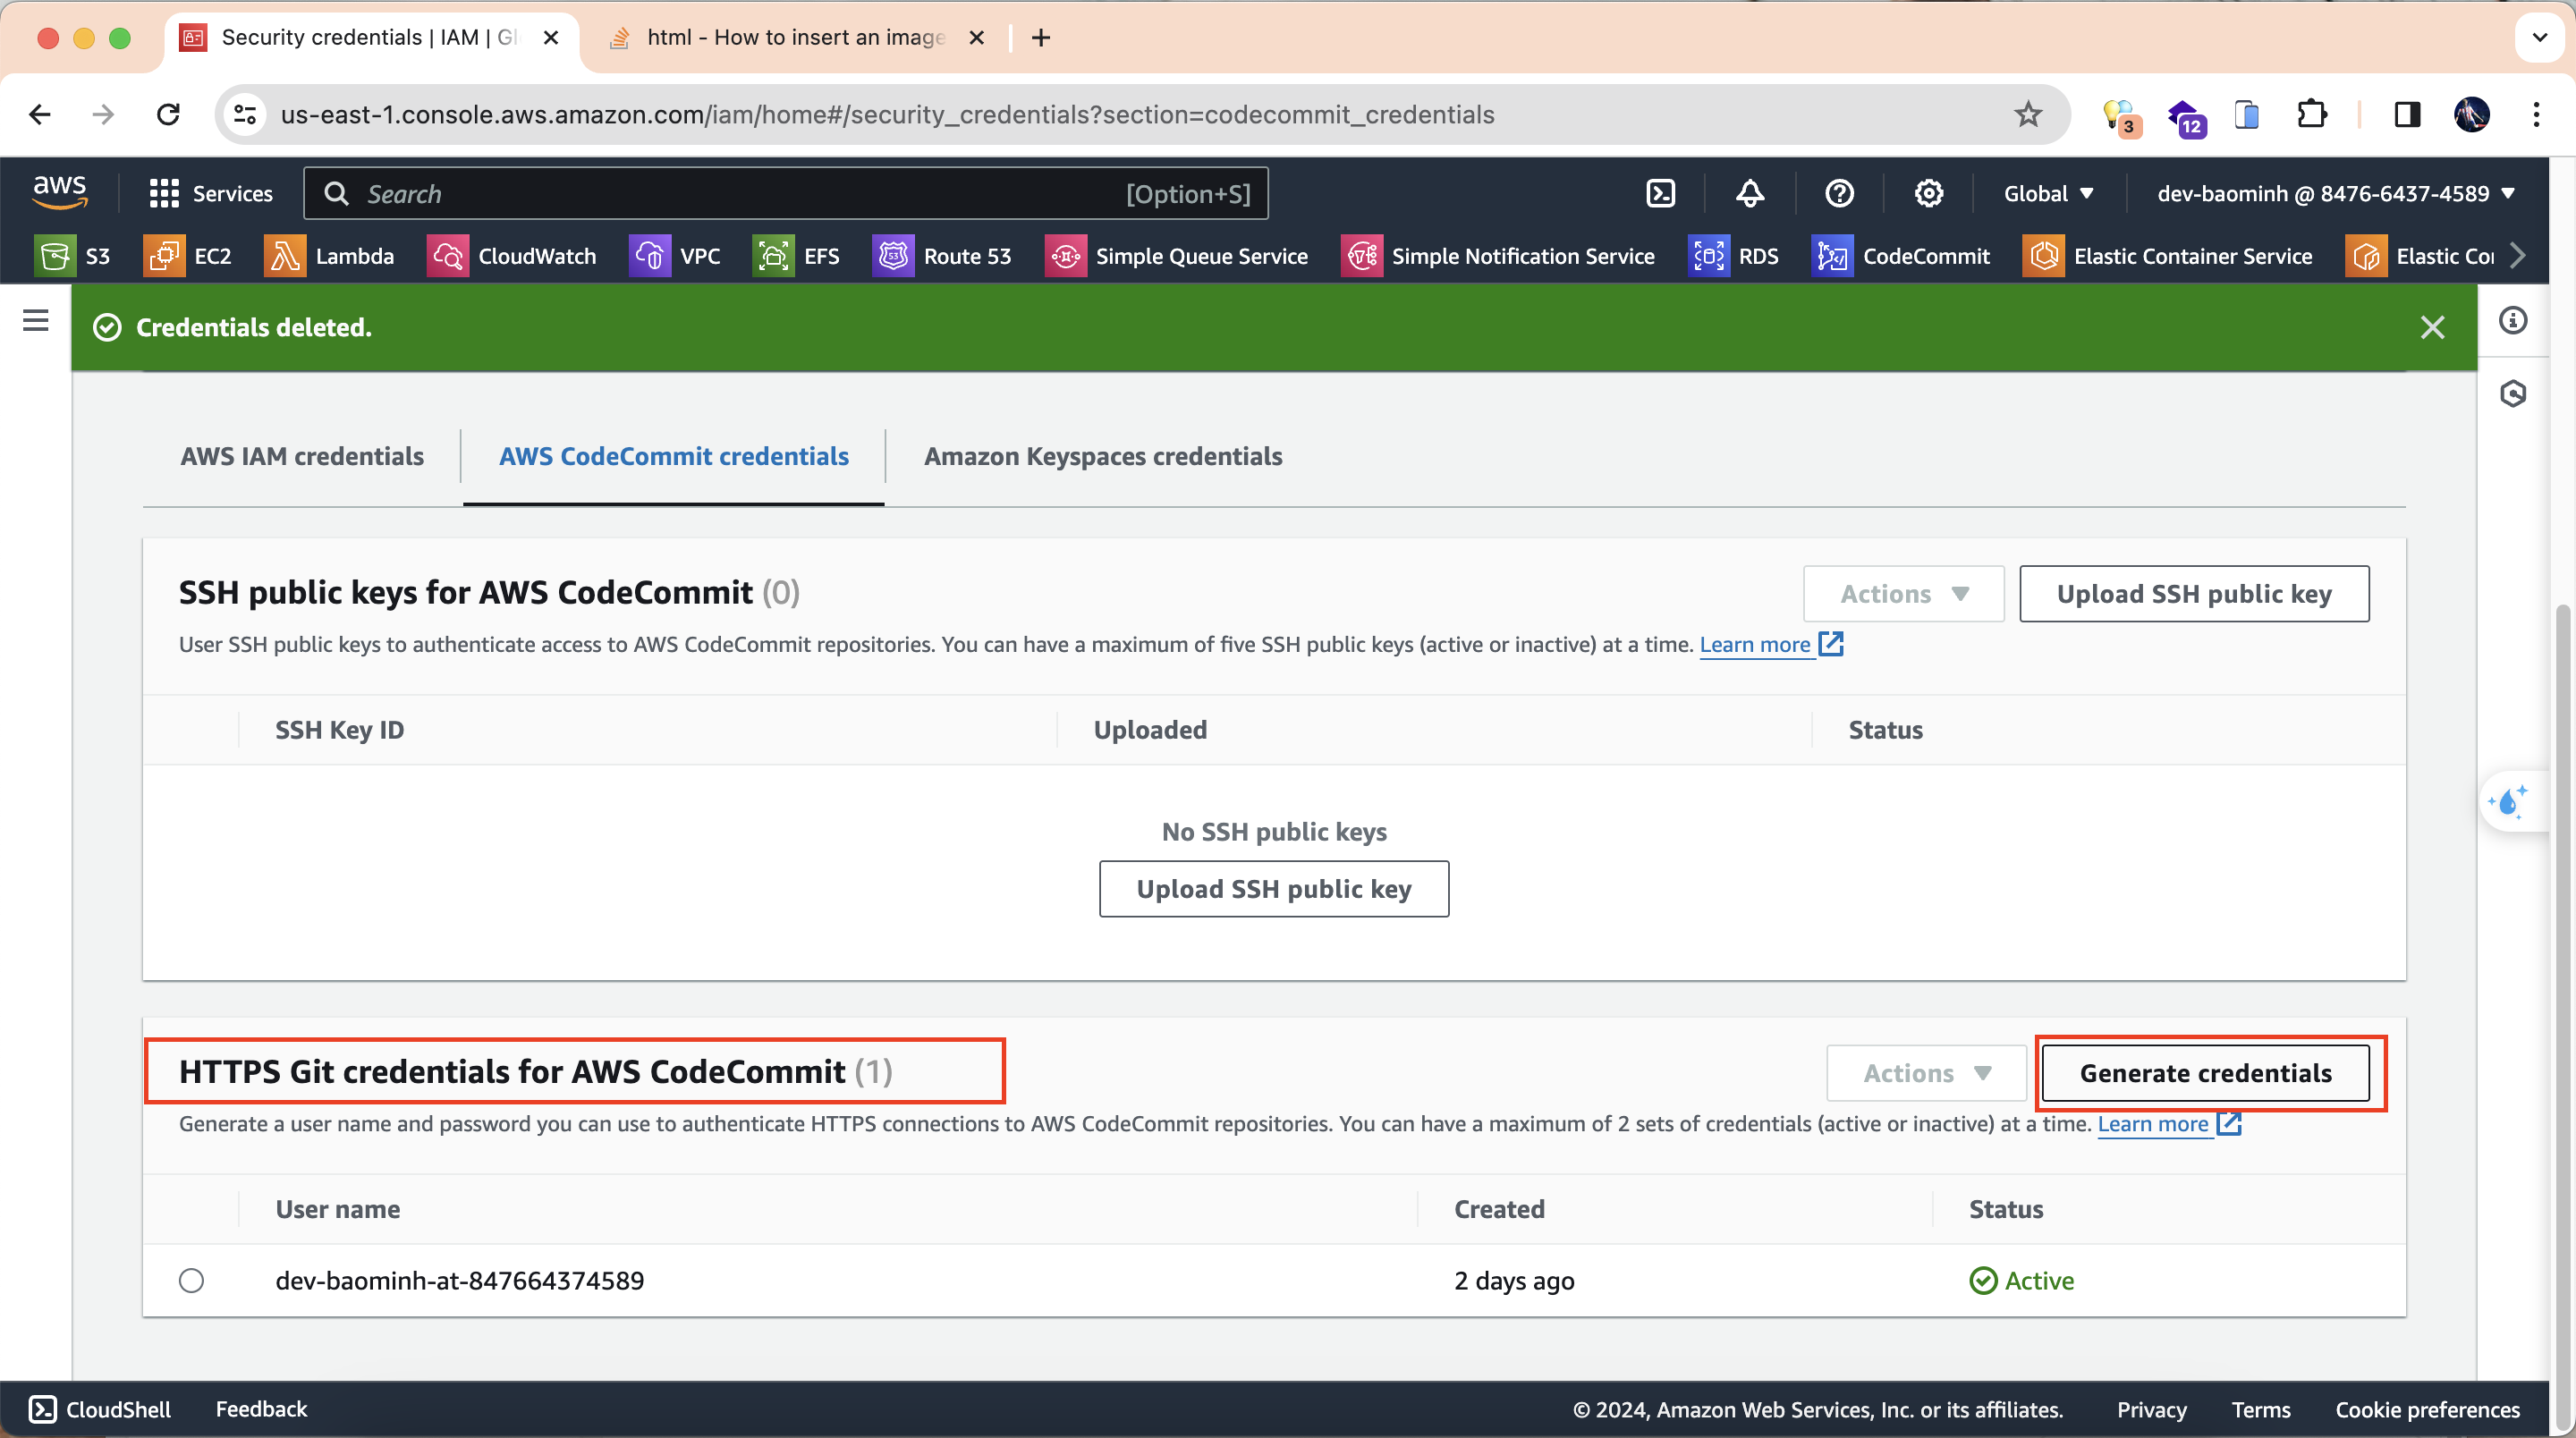 Security credentials | IAM | Gl
html - How to insert an image
us-east-1.console.aws.amazon.com/iam/home#/security_credentials?section=codecommit_credentials
3
12
aws
Services
Search
[Option+S]
Global
dev-baominh @ 8476-6437-4589
S3
EC2
Lambda
CloudWatch
VPC
EFS
53
Route 53
Simple Queue Service
Simple Notification Service
RDS
CodeCommit
Elastic Container Service
Elastic Co
Credentials deleted.
AWS IAM credentials
AWS CodeCommit credentials
Amazon Keyspaces credentials
SSH public keys for AWS CodeCommit (0)
Actions
Upload SSH public key
User SSH public keys to authenticate access to AWS CodeCommit repositories. You can have a maximum of five SSH public keys (active or inactive) at a time. Learn more
SSH Key ID
Uploaded
Status
No SSH public keys
Upload SSH public key
HTTPS Git credentials for AWS CodeCommit (1)
Actions
Generate credentials
Generate a user name and password you can use to authenticate HTTPS connections to AWS CodeCommit repositories. You can have a maximum of 2 sets of credentials (active or inactive) at a time. Learn more
User name
Created
Status
dev-baominh-at-847664374589
2 days ago
Active
CloudShell
Feedback
© 2024, Amazon Web Services, Inc. or its affiliates.
Privacy
Terms
Cookie preferences